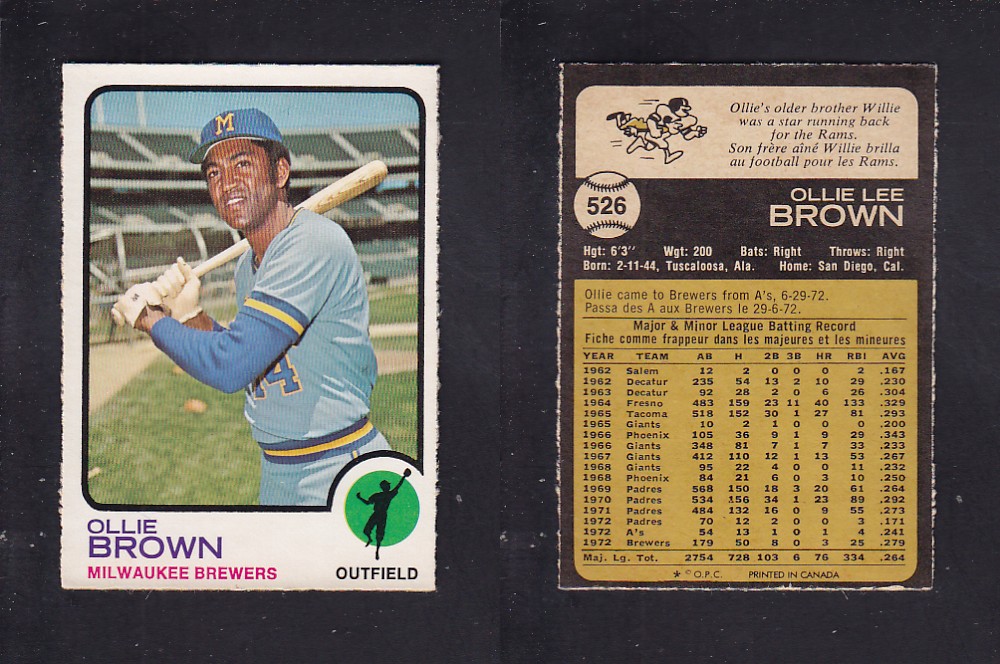 M
44
OLLIE
BROWN
MILWAUKEE BREWERS
OUTFIELD
Ollie's older brother Willie
was a star running back
for the Rams.
Son frère aîné Willie brilla
au football pour les Rams.
526
OLLIE LEE
BROWN
Hgt: 6'3" Wgt: 200 Bats: Right Throws: Right
Born: 2-11-44, Tuscaloosa, Ala. Home: San Diego, Cal.
Ollie came to Brewers from A's, 6-29-72.
Passa des A aux Brewers le 29-6-72.
Major & Minor League Batting Record
Fiche comme frappeur dans les majeures et les mineures
YEAR TEAM AB H 2B 3B HR RBI AVG
1962 Salem 12 2 0 0 0 2 .167
1962 Decatur 235 54 13 2 10 29 .230
1963 Decatur 92 28 2 0 6 26 .304
1964 Fresno 483 159 23 11 40 133 .329
1965 Tacoma 518 152 30 1 27 81 .293
1965 Giants 10 2 1 0 0 0 .200
1966 Phoenix 105 36 9 1 9 29 .343
1966 Giants 348 81 7 1 7 33 .233
1967 Giants 412 110 12 1 13 53 .267
1968 Giants 95 22 4 0 0 11 .232
1968 Phoenix 84 21 6 0 3 10 .250
1969 Padres 568 150 18 3 20 61 .264
1970 Padres 534 156 34 1 23 89 .292
1971 Padres 484 132 16 0 9 55 .273
1972 Padres 70 12 2 0 0 3 .171
1972 A's 54 13 1 0 1 4 .241
1972 Brewers 179 50 8 0 3 25 .279
Maj. Lg. Tot. 2754 728 103 6 76 334 .264
* © O.P.C. PRINTED IN CANADA